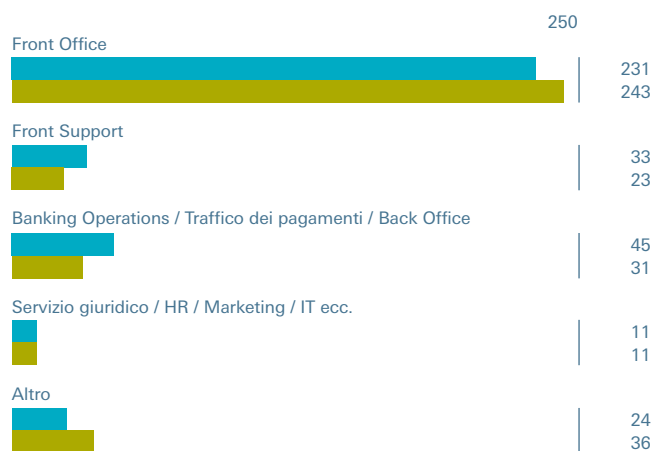 250
Front Office
231
243
Front Support
33
23
Banking Operations / Traffico dei pagamenti / Back Office
45
31
Servizio giuridico / HR / Marketing / IT ecc.
11
11
Altro
24
36